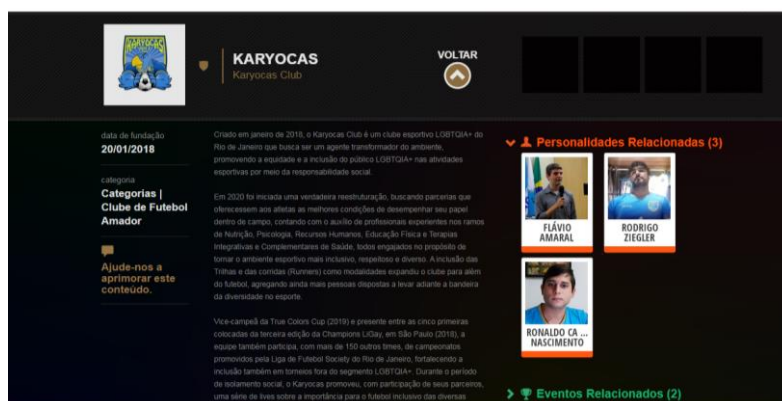 KARYOCAS
KARYOCAS
Karyocas Club
VOLTAR
data de fundação
20/01/2018
categoria
Categorias |
Clube de Futebol
Amador
Ajude-nos a
aprimorar este
conteúdo.
Criado em janeiro de 2018, o Karyocas Club é um clube esportivo LGBTQIA+ do
Rio de Janeiro que busca ser um agente transformador do ambiente,
promovendo a equidade e a inclusão do público LGBTQIA+ nas atividades
esportivas por meio da responsabilidade social.
Em 2020 foi iniciada uma verdadeira reestruturação, buscando parcerias que
oferecessem aos atletas as melhores condições de desempenhar seu papel
dentro de campo, contando com o auxílio de profissionais experientes nos ramos
de Nutrição, Psicologia, Recursos Humanos, Educação Física e Terapias
Integrativas e Complementares de Saúde, todos engajados no propósito de
tornar o ambiente esportivo mais inclusivo, respeitoso e diverso. A inclusão das
Trilhas e das corridas (Runners) como modalidades expandiu o clube para além
do futebol, agregando ainda mais pessoas dispostas a levar adiante a bandeira
da diversidade no esporte.
Vice-campeã da True Colors Cup (2019) e presente entre as cinco primeiras
colocadas da terceira edição da Champions LiGay, em São Paulo (2018), a
equipe também participa, com mais de 150 outros times, de campeonatos
promovidos pela Liga de Futebol Society do Rio de Janeiro, fortalecendo a
inclusão também em torneios fora do segmento LGBTQIA+. Durante o período
de isolamento social, o Karyocas promoveu, com participação de seus parceiros,
uma série de lives sobre a importância para o futebol inclusivo das diversas
Personalidades Relacionadas (3)
FLÁVIO
AMARAL
RODRIGO
ZIEGLER
RONALDO CA ...
NASCIMENTO
Eventos Relacionados (2)